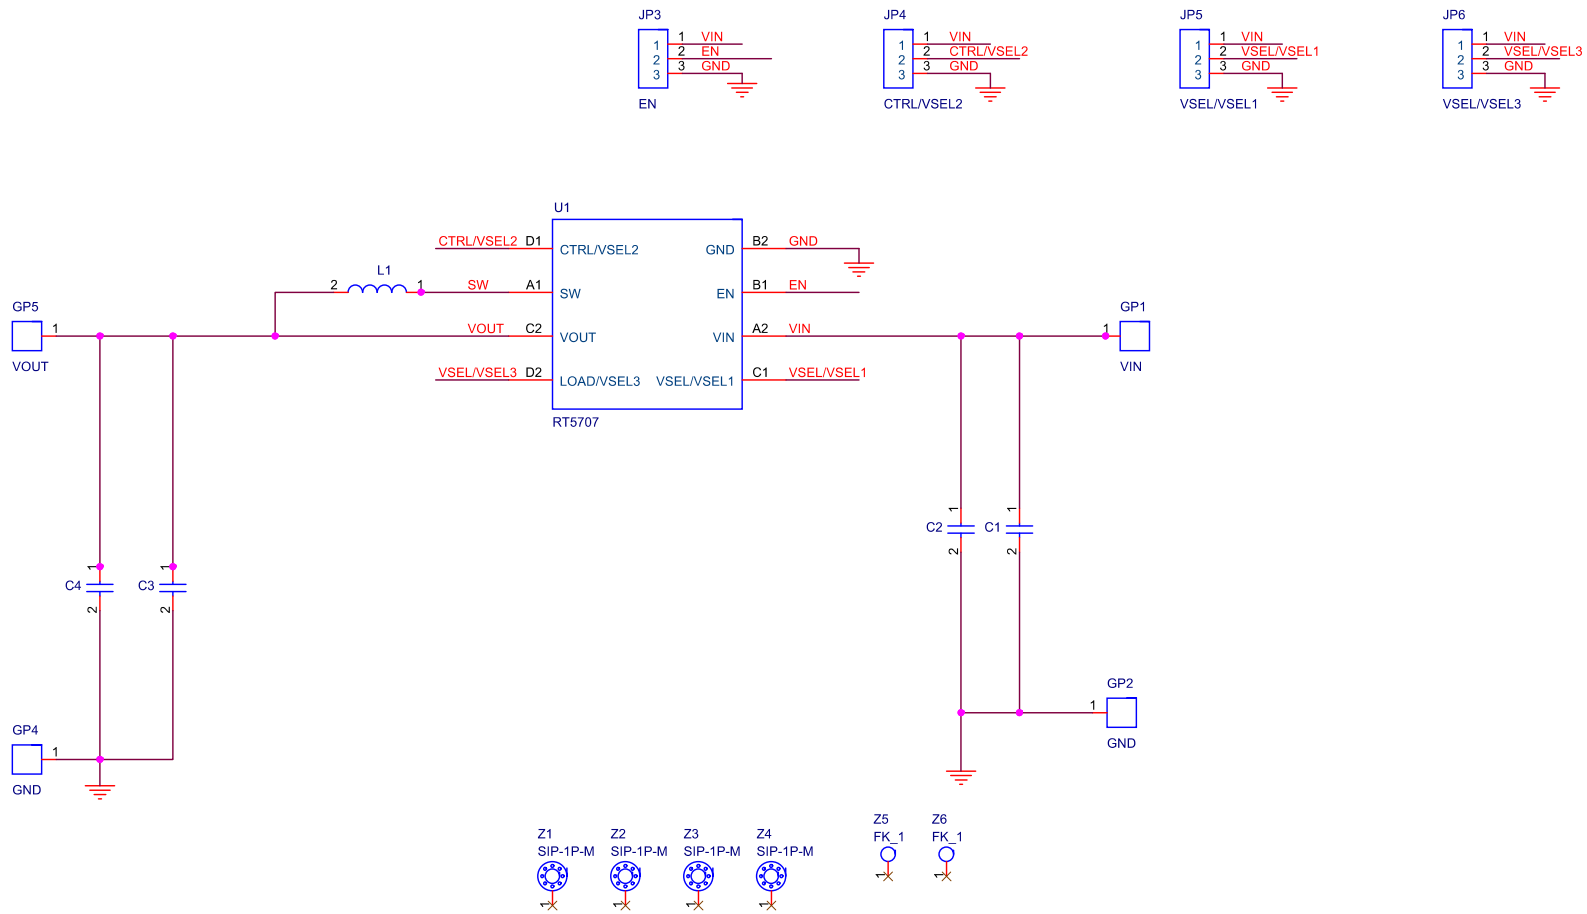 JP3 JP4 JP5 JP6
1 1 VIN 1 1 VIN 1 1 VIN 1 1 VIN
2 2 EN 2 2 CTRL/VSEL2 2 2 VSEL/VSEL1 2 2 VSEL/VSEL3
3 3 GND 3 3 GND 3 3 GND 3 3 GND
EN CTRL/VSEL2 VSEL/VSEL1 VSEL/VSEL3
U1
CTRL/VSEL2 D1 CTRL/VSEL2 GND B2 GND
L1
2 1 SW A1 SW EN B1 EN
GP5 GP1
1 VOUT C2 VOUT VIN A2 VIN 1
VOUT VIN
VSEL/VSEL3 D2 LOAD/VSEL3 VSEL/VSEL1 C1 VSEL/VSEL1
RT5707
1 1
C2 C1
2 2
1 1
C4 C3
2 2
GP2
1
GND
GP4
1
GND
Z1 Z2 Z3 Z4 Z5 Z6
SIP-1P-M SIP-1P-M SIP-1P-M SIP-1P-M FK_1 FK_1
1 1 1 1 1 1